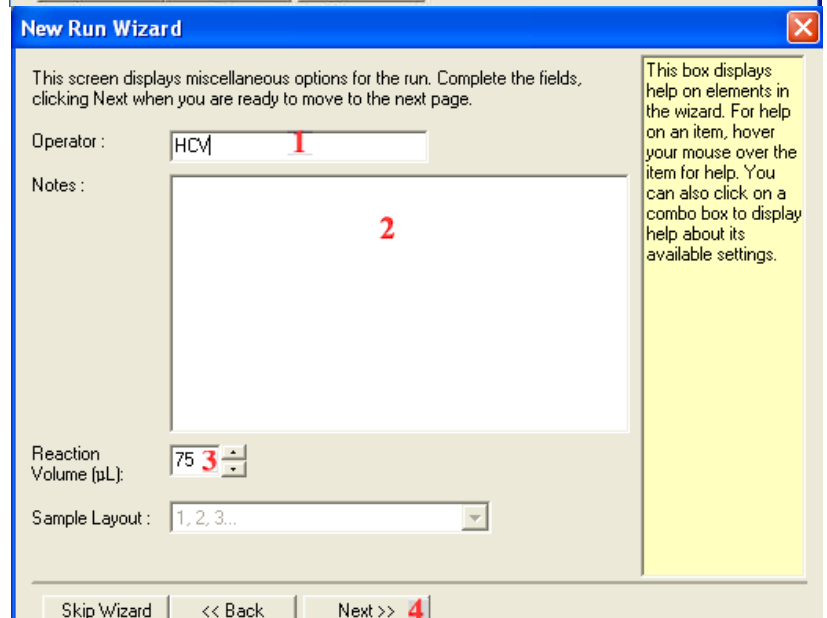 New Run Wizard
This screen displays miscellaneous options for the run. Complete the fields,
clicking Next when you are ready to move to the next page.
Operator :
HCV 1
Notes :
2
Reaction
Volume (µL):
75 3
Sample Layout :
1, 2, 3...
This box displays
help on elements in
the wizard. For help
on an item, hover
your mouse over the
item for help. You
can also click on a
combo box to display
help about its
available settings.
Skip Wizard
<< Back
Next >> 4